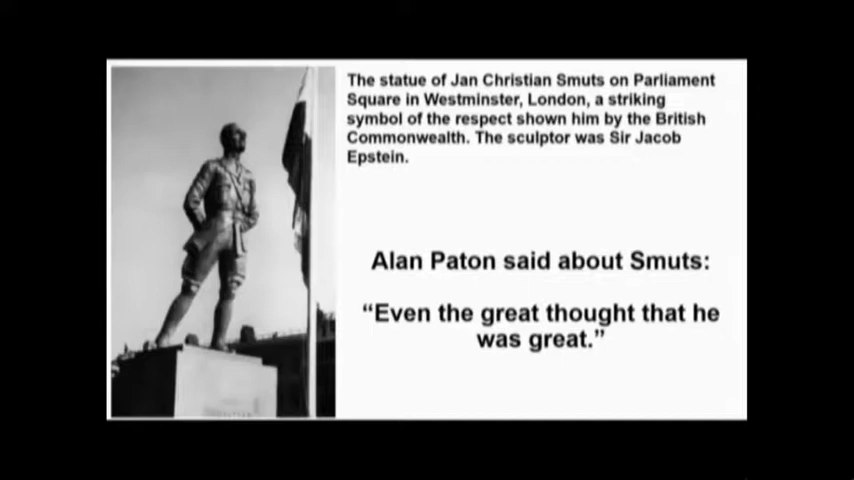 The statue of Jan Christian Smuts on Parliament
Square in Westminster, London, a striking
symbol of the respect shown him by the British
Commonwealth. The sculptor was Sir Jacob
Epstein.
Alan Paton said about Smuts:
“Even the great thought that he
was great.”